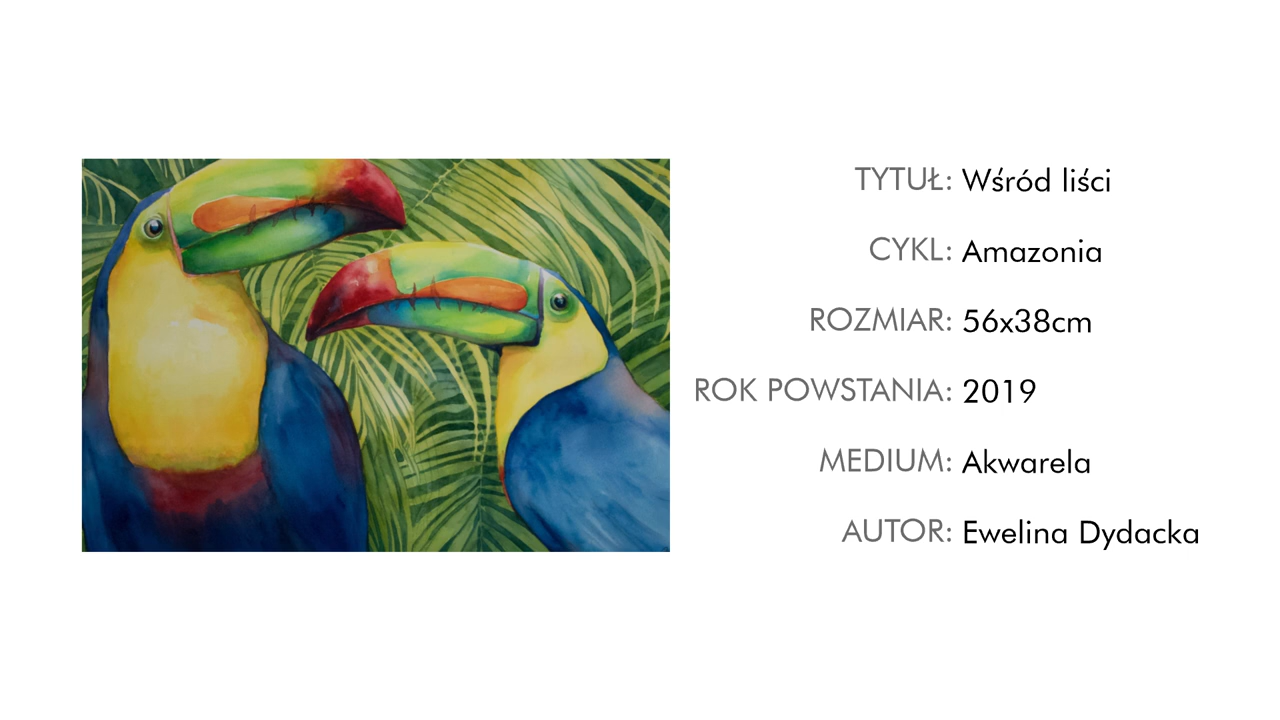 TYTUŁ: Wśród liści
CYKL: Amazonia
ROZMIAR: 56x38cm
ROK POWSTANIA: 2019
MEDIUM: Akwarela
AUTOR: Ewelina Dydacka